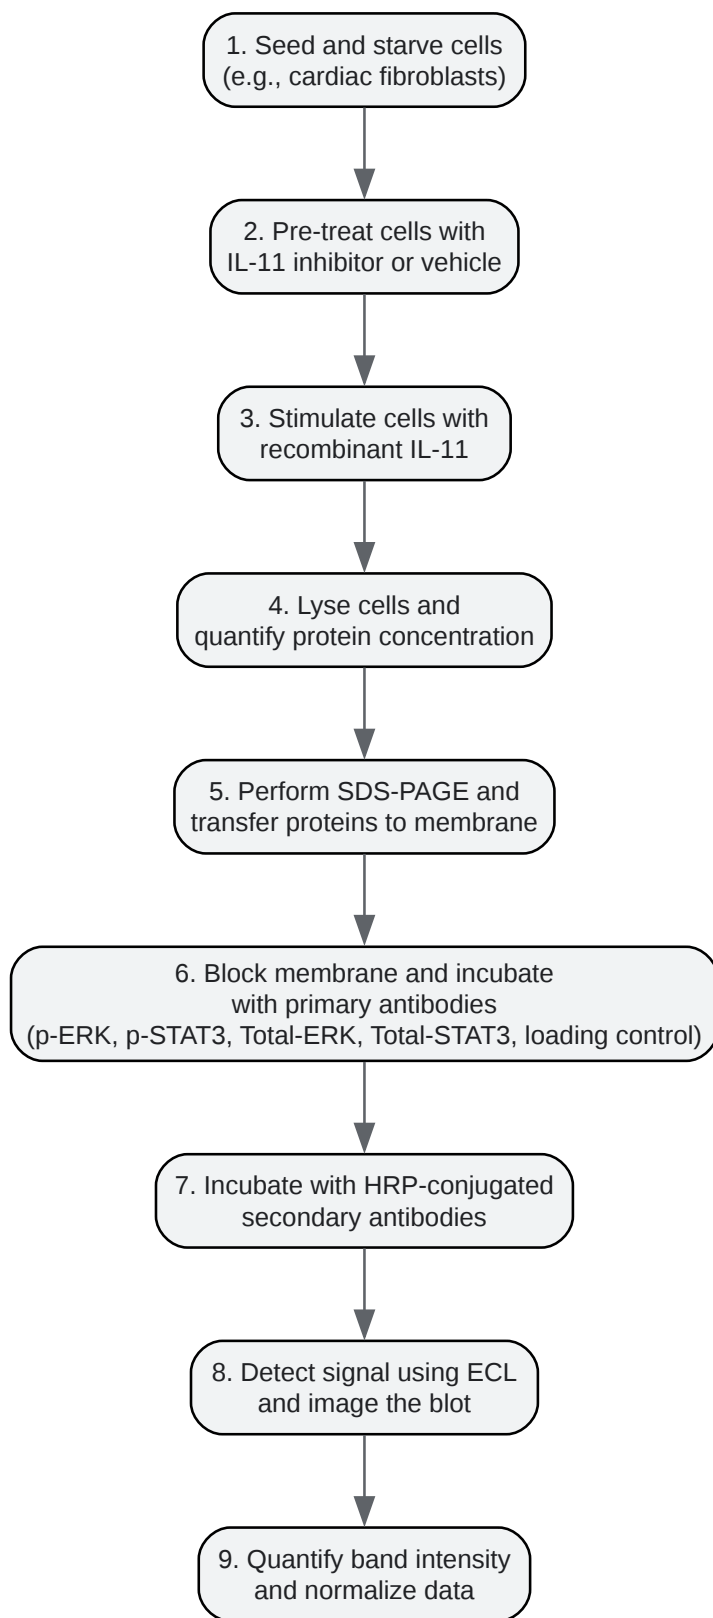 1. Seed and starve cells
(e.g., cardiac fibroblasts)
2. Pre-treat cells with
IL-11 inhibitor or vehicle
3. Stimulate cells with
recombinant IL-11
4. Lyse cells and
quantify protein concentration
5. Perform SDS-PAGE and
transfer proteins to membrane
6. Block membrane and incubate
with primary antibodies
(p-ERK, p-STAT3, Total-ERK, Total-STAT3, loading control)
7. Incubate with HRP-conjugated
secondary antibodies
8. Detect signal using ECL
and image the blot
9. Quantify band intensity
and normalize data